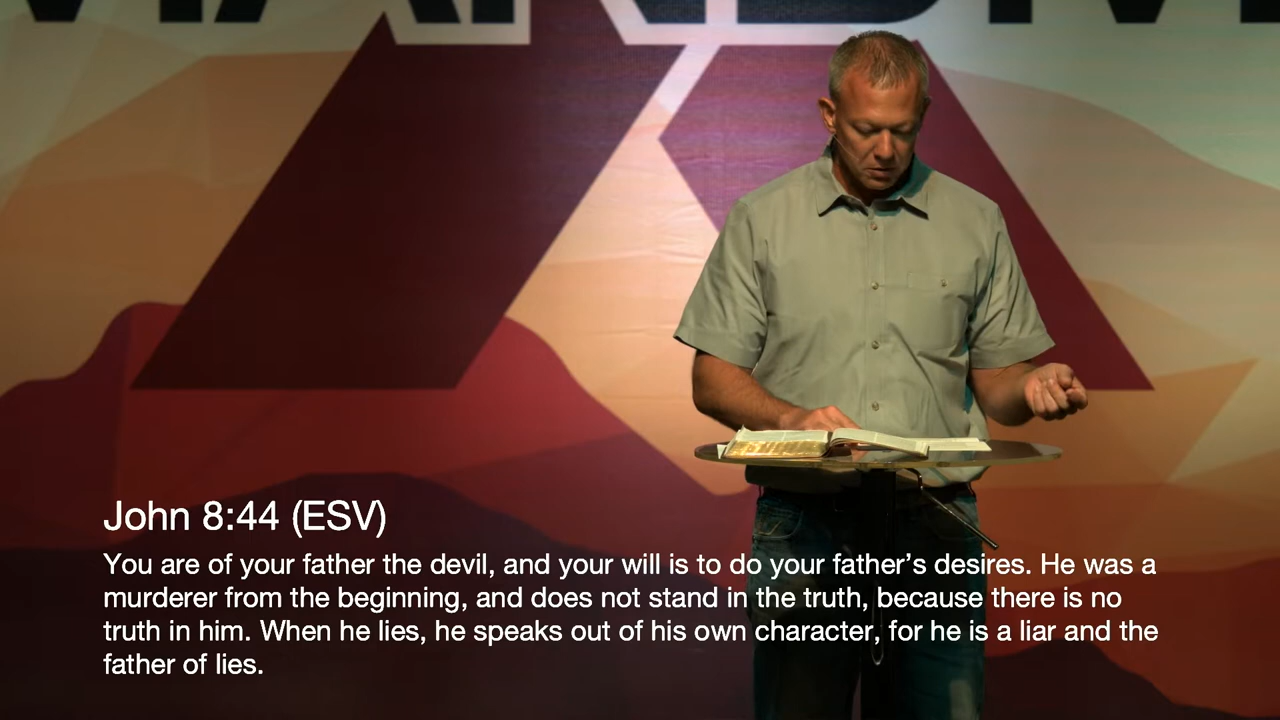 John 8:44 (ESV)
You are of your father the devil, and your will is to do your father’s desires. He was a
murderer from the beginning, and does not stand in the truth, because there is no
truth in him. When he lies, he speaks out of his own character, for he is a liar and the
father of lies.